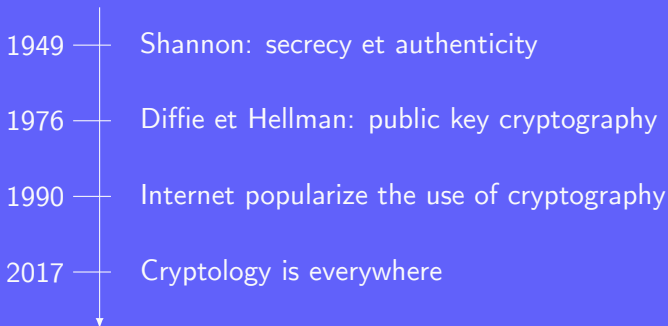 1949 Shannon: secrecy et authenticity
1976 Diffie et Hellman: public key cryptography
1990 Internet popularize the use of cryptography
2017 Cryptology is everywhere